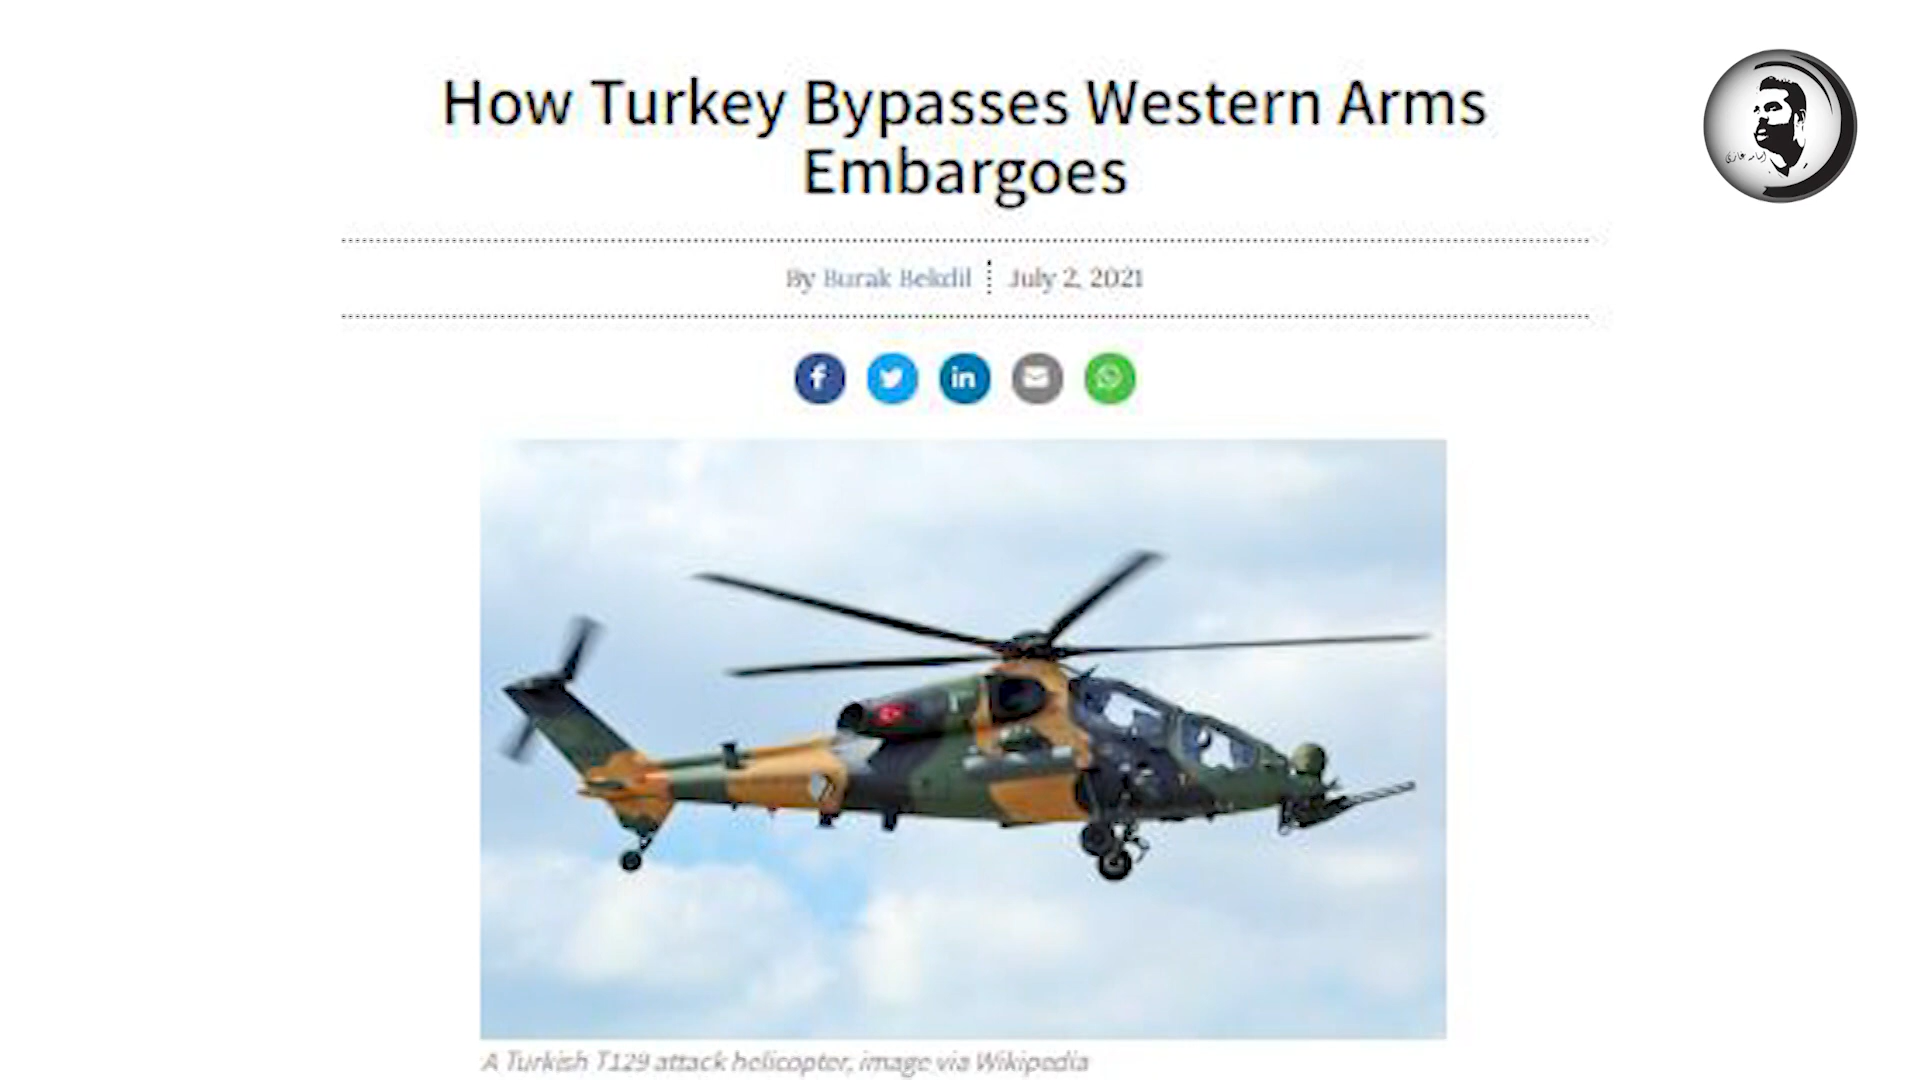 How Turkey Bypasses Western Arms
Embargoes
By Burak Bekdil
July 2, 2021
A Turkish T129 attack helicopter, image via Wikipedia